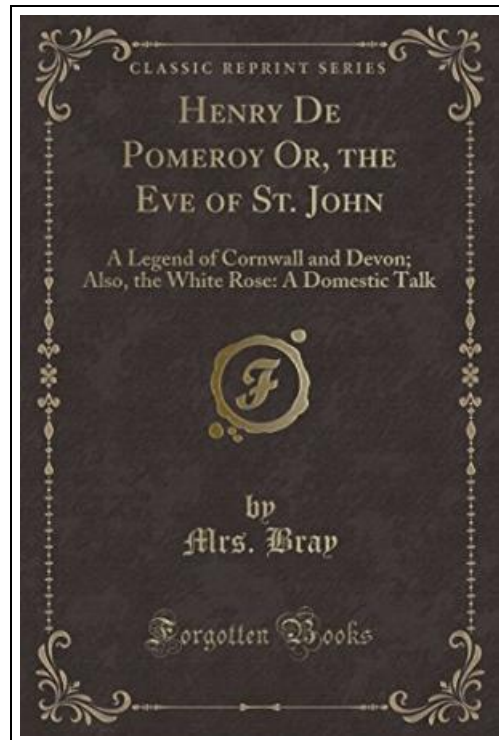 CLASSIC REPRINT SERIES
HENRY DE
POMEROY OR, THE
EVE OF ST. JOHN
A Legend of Cornwall and Devon;
Also, the White Rose: A Domestic Talk
F
by
Mrs. Bray
Forgotten Books